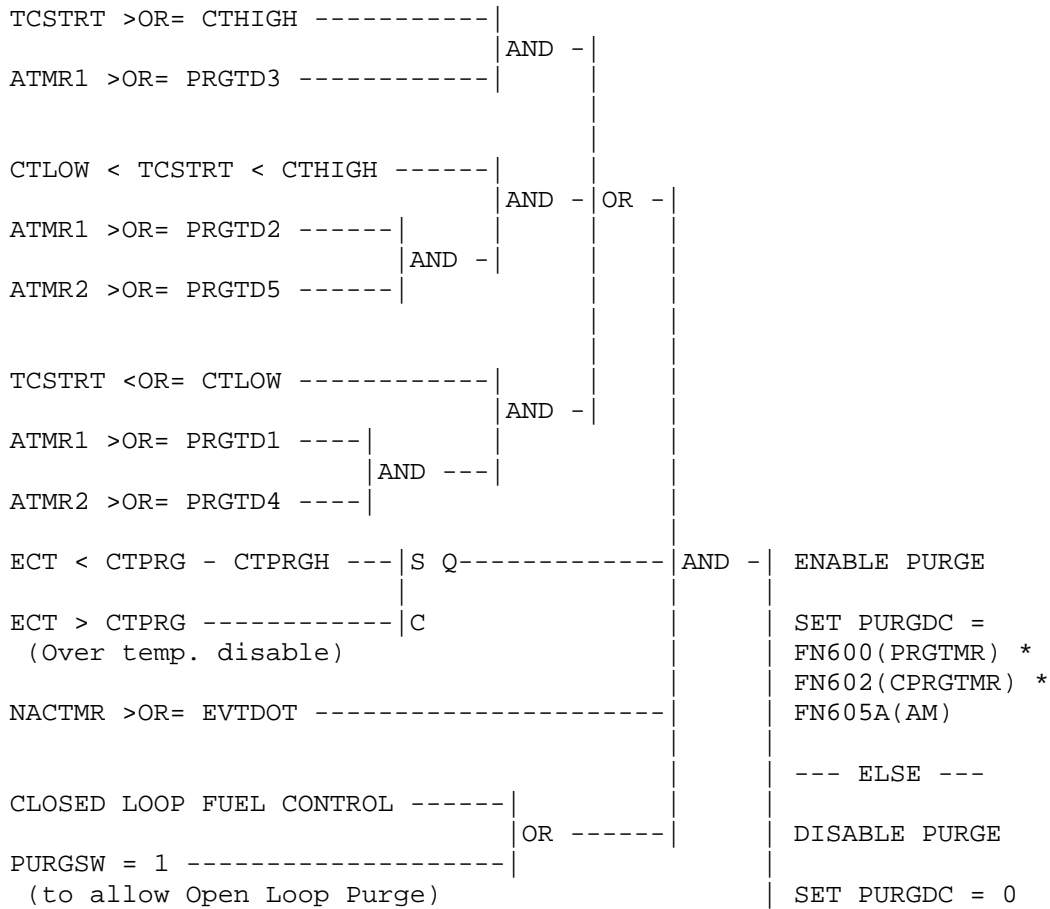 TCSTRT >OR= CTHIGH -----------|
|AND -|
ATMR1 >OR= PRGTD3 ------------| |
CTLOW < TCSTRT < CTHIGH ------| |
|AND -|OR -|
ATMR1 >OR= PRGTD2 ------| | | |
|AND -| | |
ATMR2 >OR= PRGTD5 ------| | |
TCSTRT <OR= CTLOW ------------| | |
|AND -| |
ATMR1 >OR= PRGTD1 ----| | |
|AND ---| |
ATMR2 >OR= PRGTD4 ----| |
ECT < CTPRG - CTPRGH ---|S Q-------------|AND -| ENABLE PURGE
ECT > CTPRG ------------|C | | SET PURGDC =
(Over temp. disable) | | FN600(PRGTMR) *
| | FN602(CPRGTMR) *
NACTMR >OR= EVTDOT ----------------------| | FN605A(AM)
| | --- ELSE ---
CLOSED LOOP FUEL CONTROL ------| | |
|OR ------| | DISABLE PURGE
PURGSW = 1 --------------------| |
(to allow Open Loop Purge) | SET PURGDC = 0